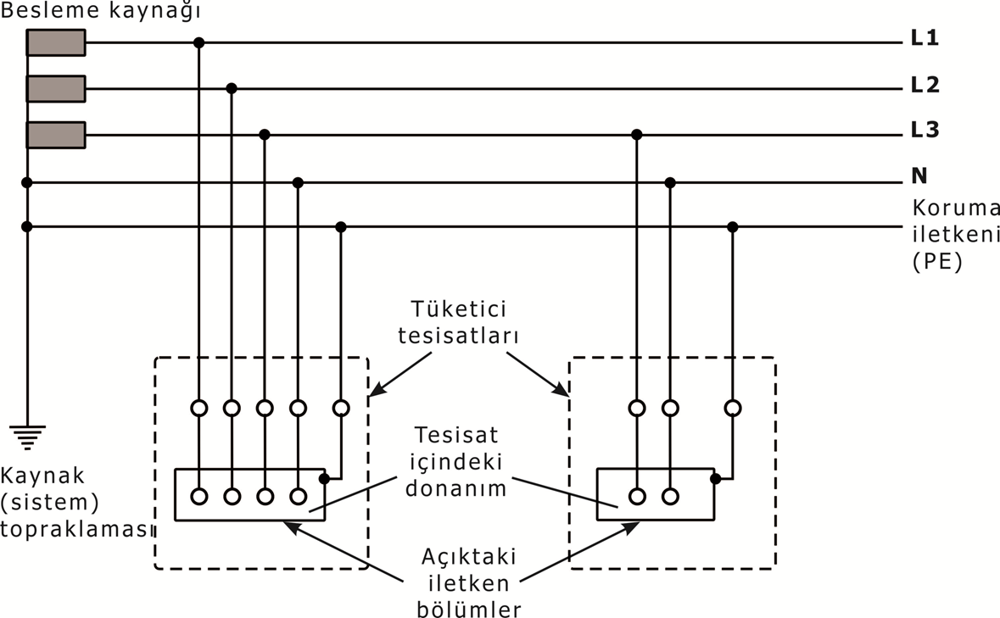 Besleme kaynağı
L1
L2
L3
N
Koruma
iletkeni
(PE)
Tüketici
tesisatları
Tesisat
içindeki
donanım
Kaynak
(sistem)
topraklaması
Açıktaki
iletken
bölümler